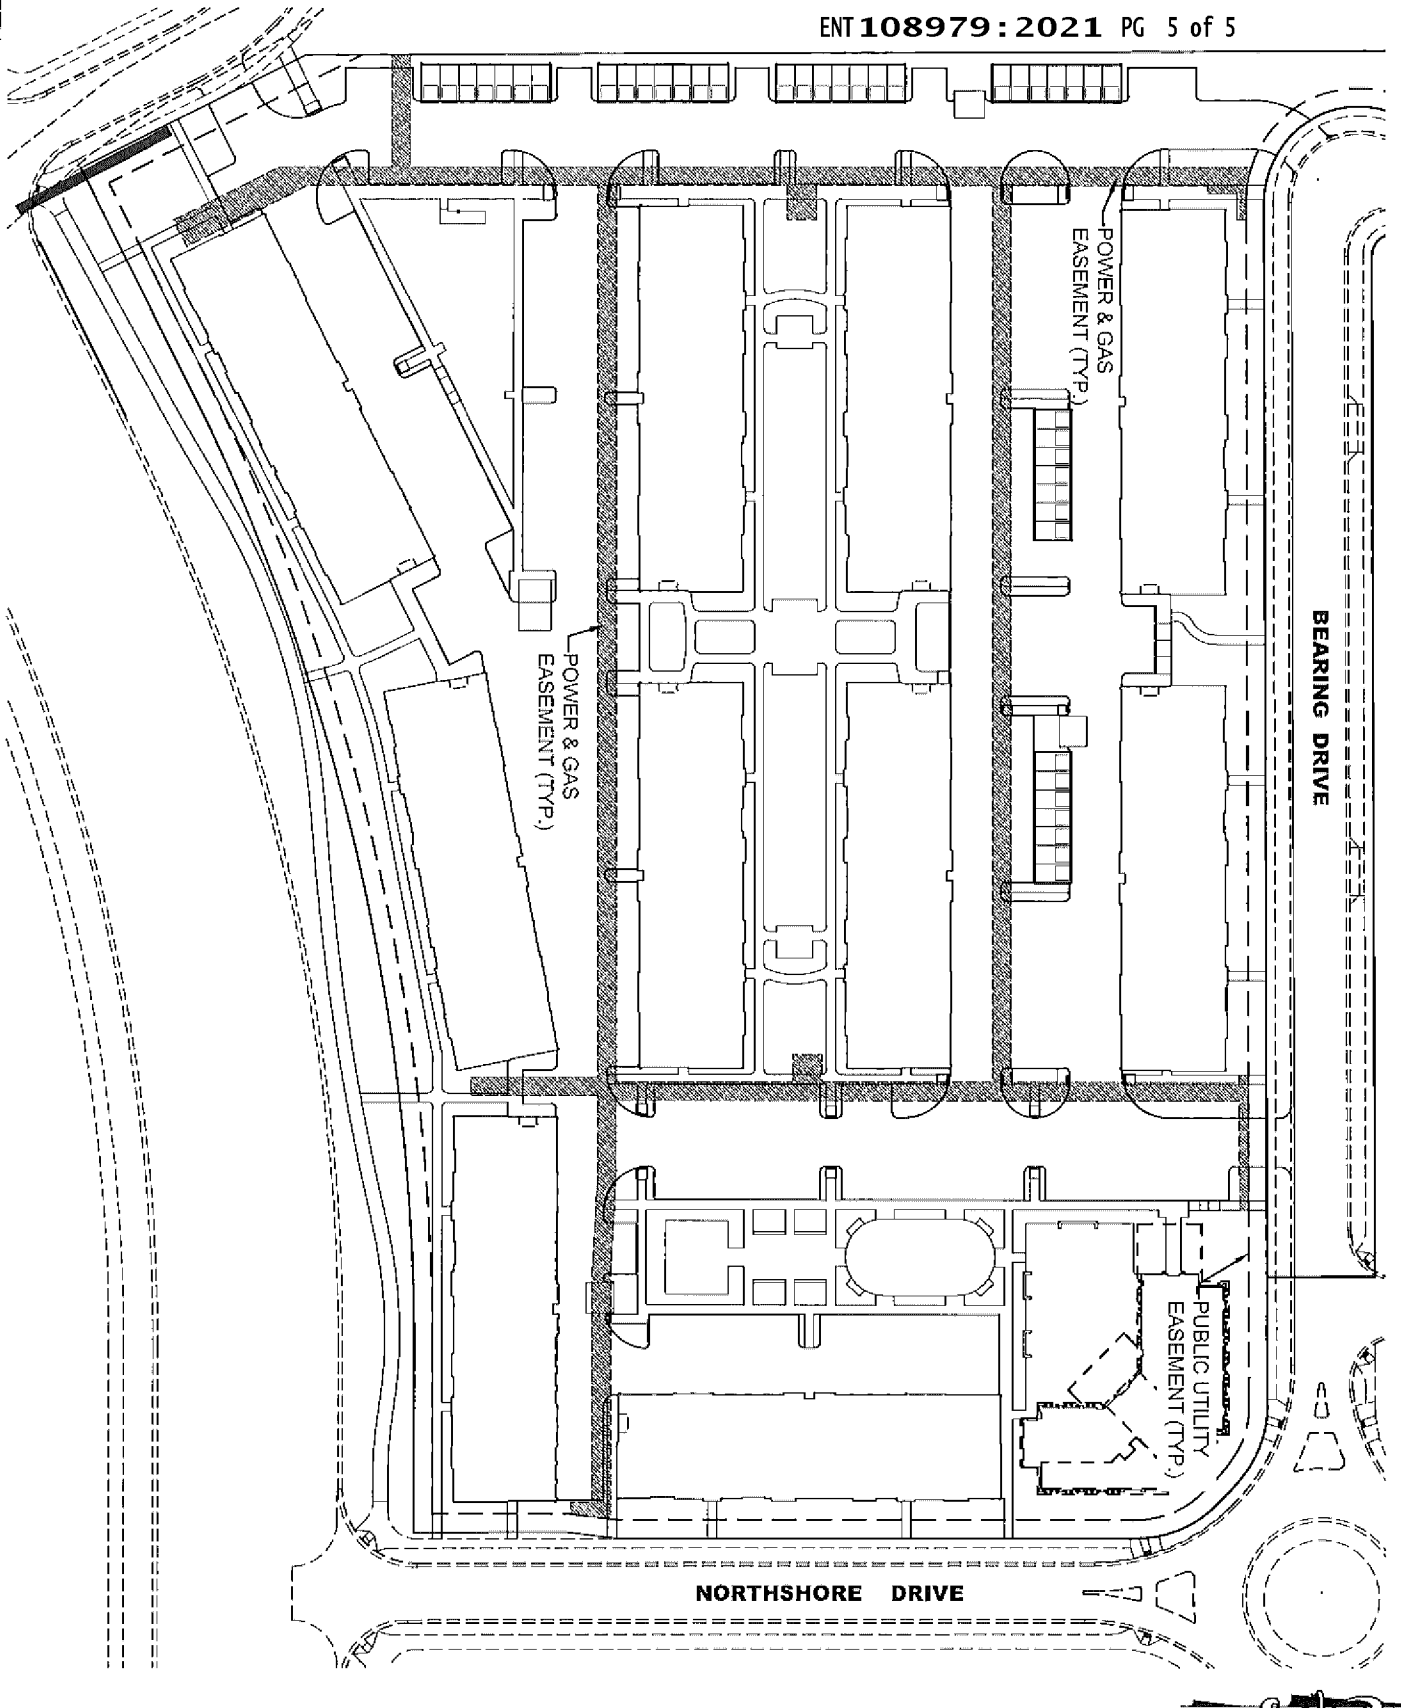 ENT 108979:2021 PG 5 of 5
POWER & GAS
EASEMENT (TYP.)
BEARING DRIVE
POWER & GAS
EASEMENT (TYP.)
PUBLIC UTILITY
EASEMENT (TYP.)
NORTHSHORE DRIVE